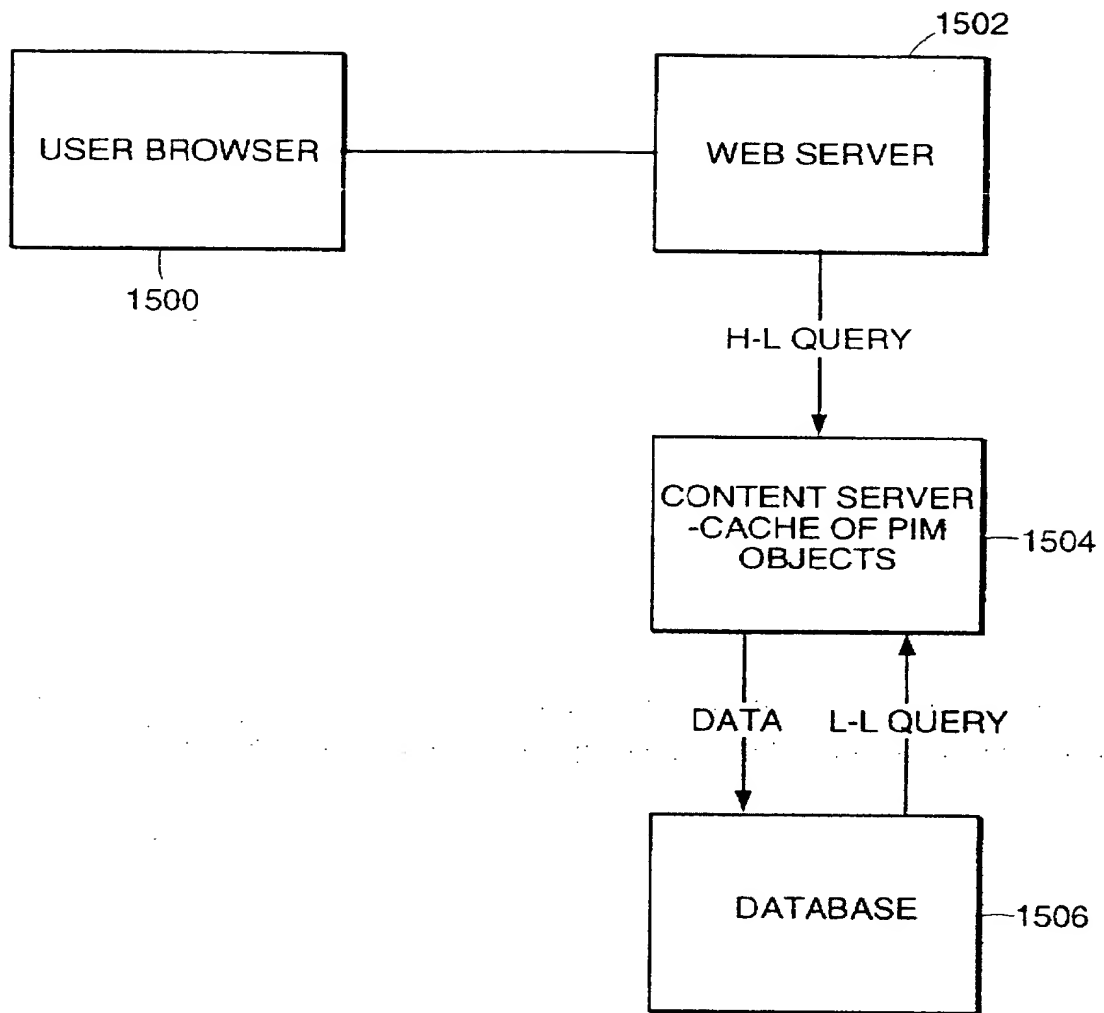 1502
USER BROWSER
WEB SERVER
1500
H-L QUERY
CONTENT SERVER
-CACHE OF PIM
OBJECTS
1504
DATA
L-L QUERY
DATABASE
1506